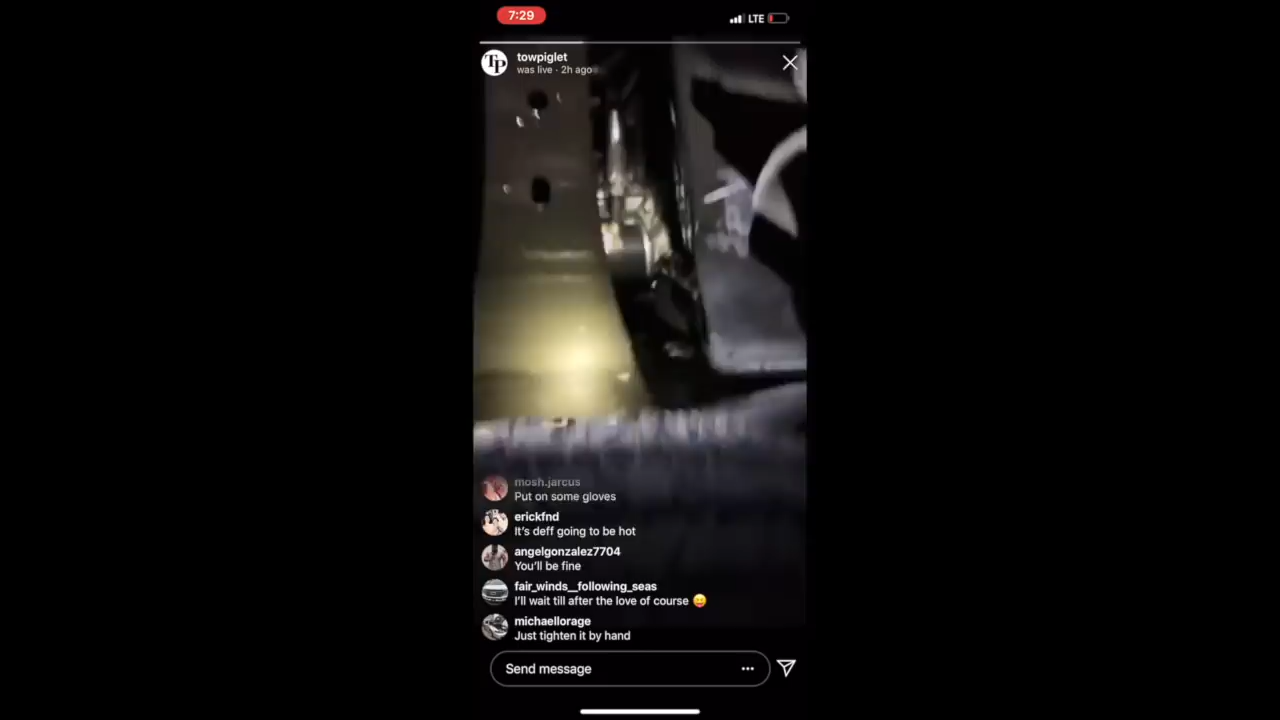 7:29
LTE
TP
towpiglet
was live · 2h ago
mosh.jarcus
Put on some gloves
erickfnd
It's deff going to be hot
angelgonzalez7704
You'll be fine
fair_winds__following_seas
I'll wait till after the love of course 😛
michaellorage
Just tighten it by hand
Send message